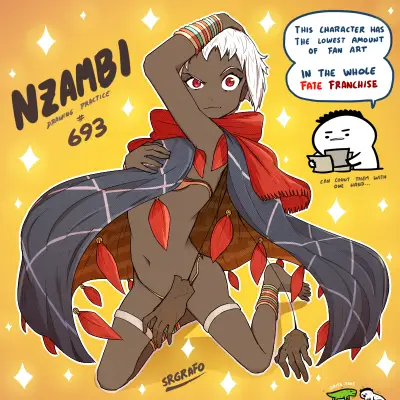 NZAMBI
DRAWING PRACTICE
#
693
THIS CHARACTER HAS
THE LOWEST AMOUNT
OF FAN ART
IN THE WHOLE
FATE FRANCHISE
CAN COUNT THEM WITH
ONE HAND...
SRGRAFO